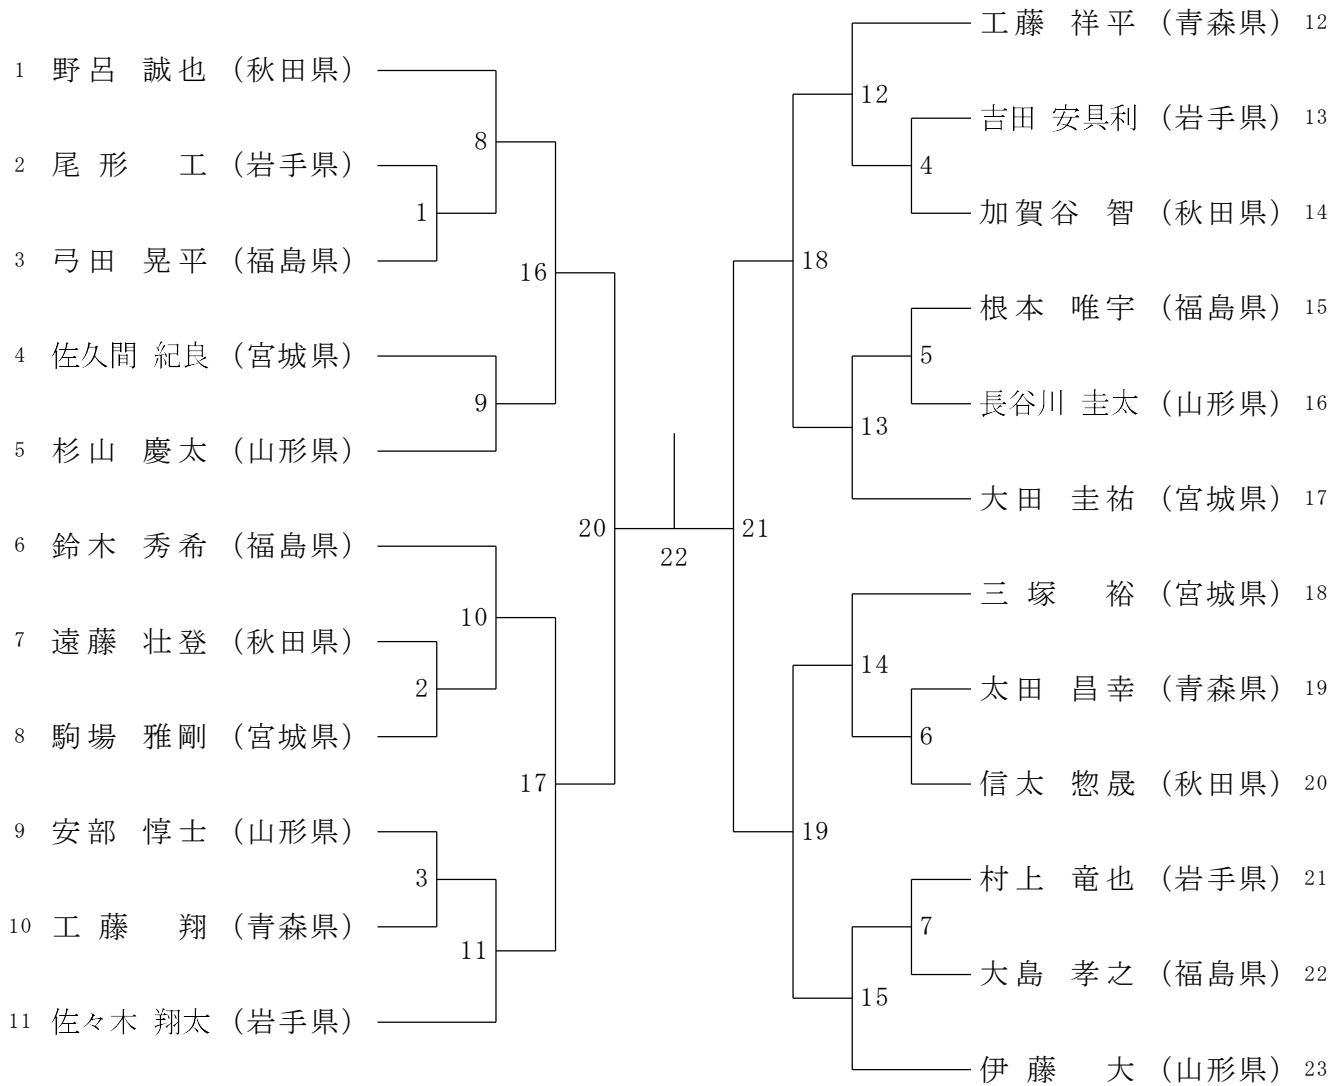 1 野呂 誠也 (秋田県)
2 尾形 工 (岩手県)
3 弓田 晃平 (福島県)
4 佐久間 紀良 (宮城県)
5 杉山 慶太 (山形県)
6 鈴木 秀希 (福島県)
7 遠藤 壮登 (秋田県)
8 駒場 雅剛 (宮城県)
9 安部 惇士 (山形県)
10 工藤 翔 (青森県)
11 佐々木 翔太 (岩手県)
8
1
16
9
10
2
17
3
11
20
22
21
12
4
18
5
13
14
6
19
7
15
工藤 祥平 (青森県) 12
吉田 安具利 (岩手県) 13
加賀谷 智 (秋田県) 14
根本 唯宇 (福島県) 15
長谷川 圭太 (山形県) 16
大田 圭祐 (宮城県) 17
三塚 裕 (宮城県) 18
太田 昌幸 (青森県) 19
信太 惣晟 (秋田県) 20
村上 竜也 (岩手県) 21
大島 孝之 (福島県) 22
伊藤 大 (山形県) 23